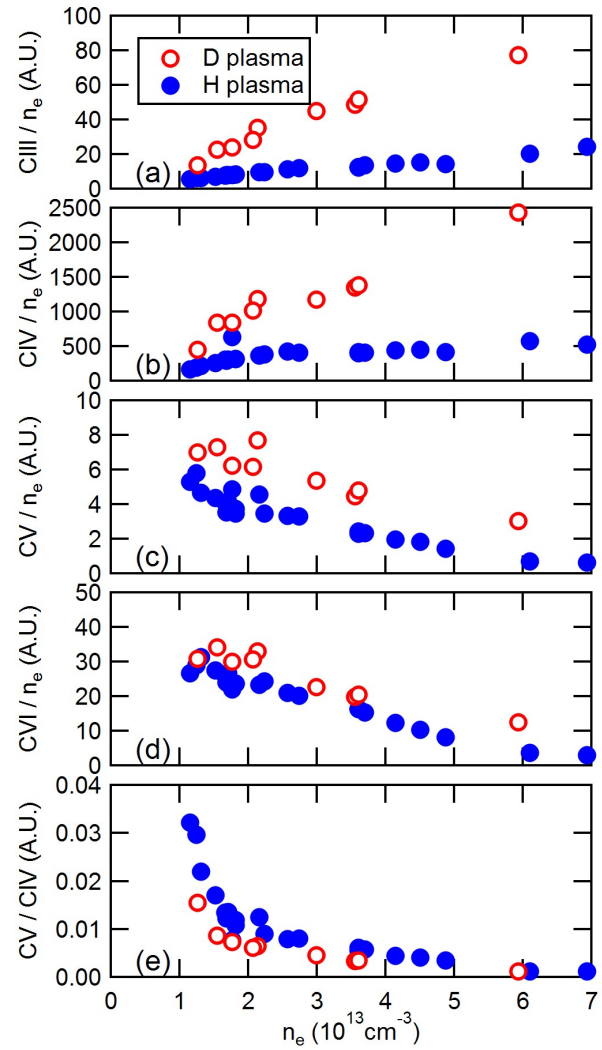 100
80
60
40
20
0
CIII / nₑ (A.U.)
D plasma
H plasma
(a)
2500
2000
1500
1000
500
0
CIV / nₑ (A.U.)
(b)
10
8
6
4
2
0
CV / nₑ (A.U.)
(c)
50
40
30
20
10
0
CVI / nₑ (A.U.)
(d)
0.04
0.03
0.02
0.01
0.00
CV / CIV (A.U.)
(e)
0 1 2 3 4 5 6 7
nₑ (10¹³cm⁻³)